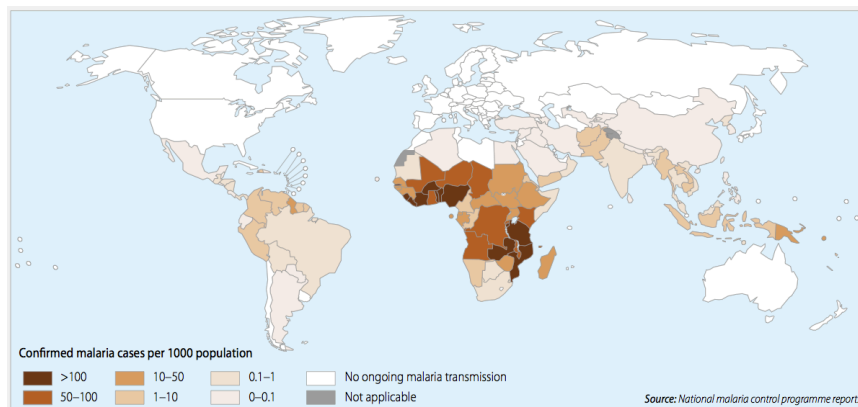 Confirmed malaria cases per 1000 population
>100 10–50 0.1–1 No ongoing malaria transmission
50–100 1–10 0–0.1 Not applicable
Source: National malaria control programme report